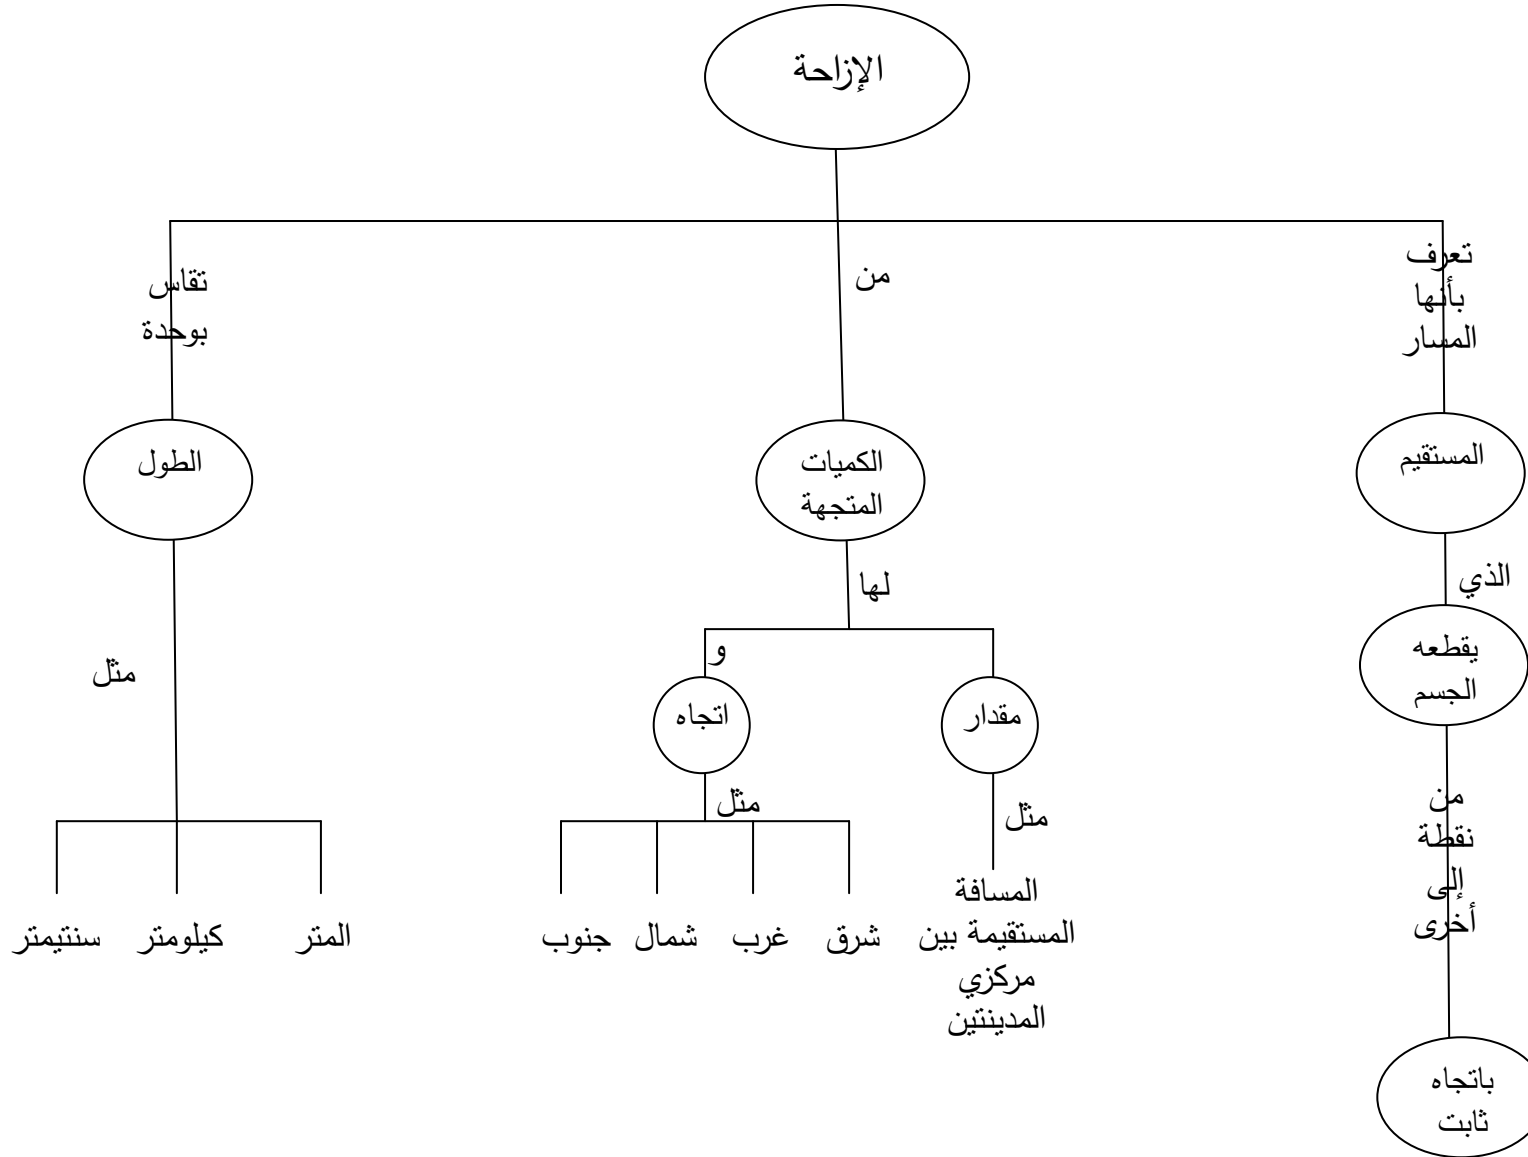 الإزاحة
تعرف
بأنها
المسار
من
تقاس
بوحدة
المستقيم
الكميات
المتجهة
الطول
الذي
لها
يقطعه
الجسم
و
مثل
مقدار
اتجاه
من
نقطة
إلى
أخرى
مثل
مثل
المسافة
المستقيمة بين
مركزي
المدينتين
شرق
غرب
شمال
جنوب
المتر
كيلومتر
سنتيمتر
باتجاه
ثابت